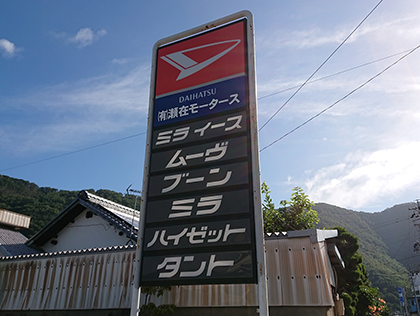 DAIHATSU
(有)瀬在モータース
ミライース
ムーヴ
ブーン
ミラ
ハイゼット
タント